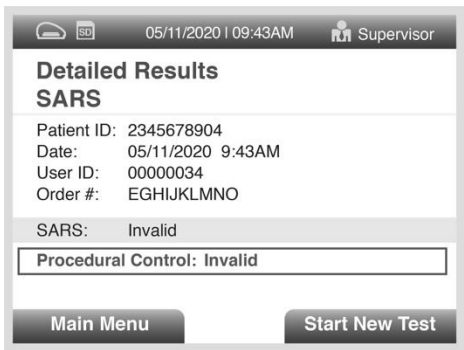 SD 05/11/2020 | 09:43AM Supervisor
Detailed Results
SARS
Patient ID: 2345678904
Date: 05/11/2020 9:43AM
User ID: 00000034
Order #: EGHIJKLMNO
SARS: Invalid
Procedural Control: Invalid
Main Menu Start New Test